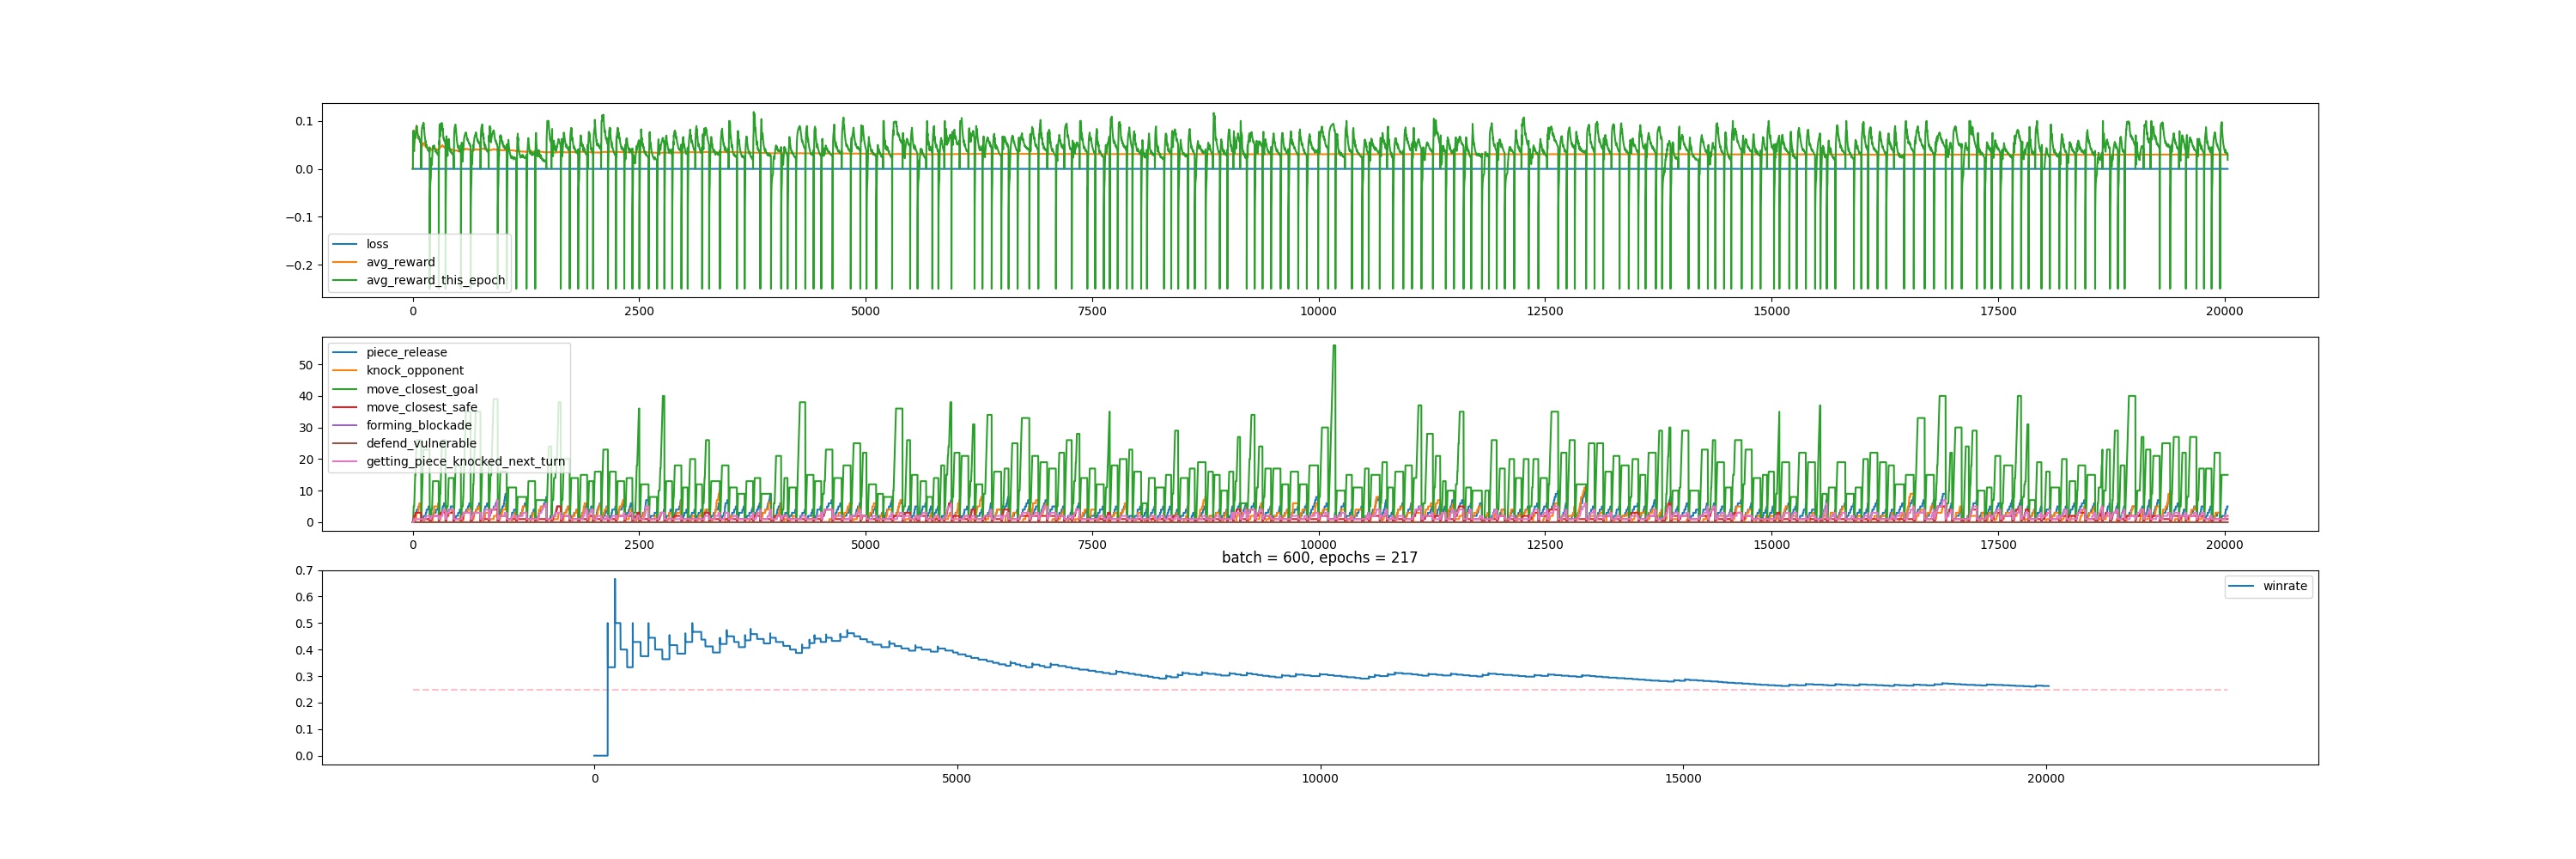 0.1
0.0
−0.1
−0.2
loss
avg_reward
avg_reward_this_epoch
0 2500 5000 7500 10000 12500 15000 17500 20000
50
40
30
20
10
0
piece_release
knock_opponent
move_closest_goal
move_closest_safe
forming_blockade
defend_vulnerable
getting_piece_knocked_next_turn
0 2500 5000 7500 10000 12500 15000 17500 20000
batch = 600, epochs = 217
0.7
0.6
0.5
0.4
0.3
0.2
0.1
0.0
winrate
0 5000 10000 15000 20000